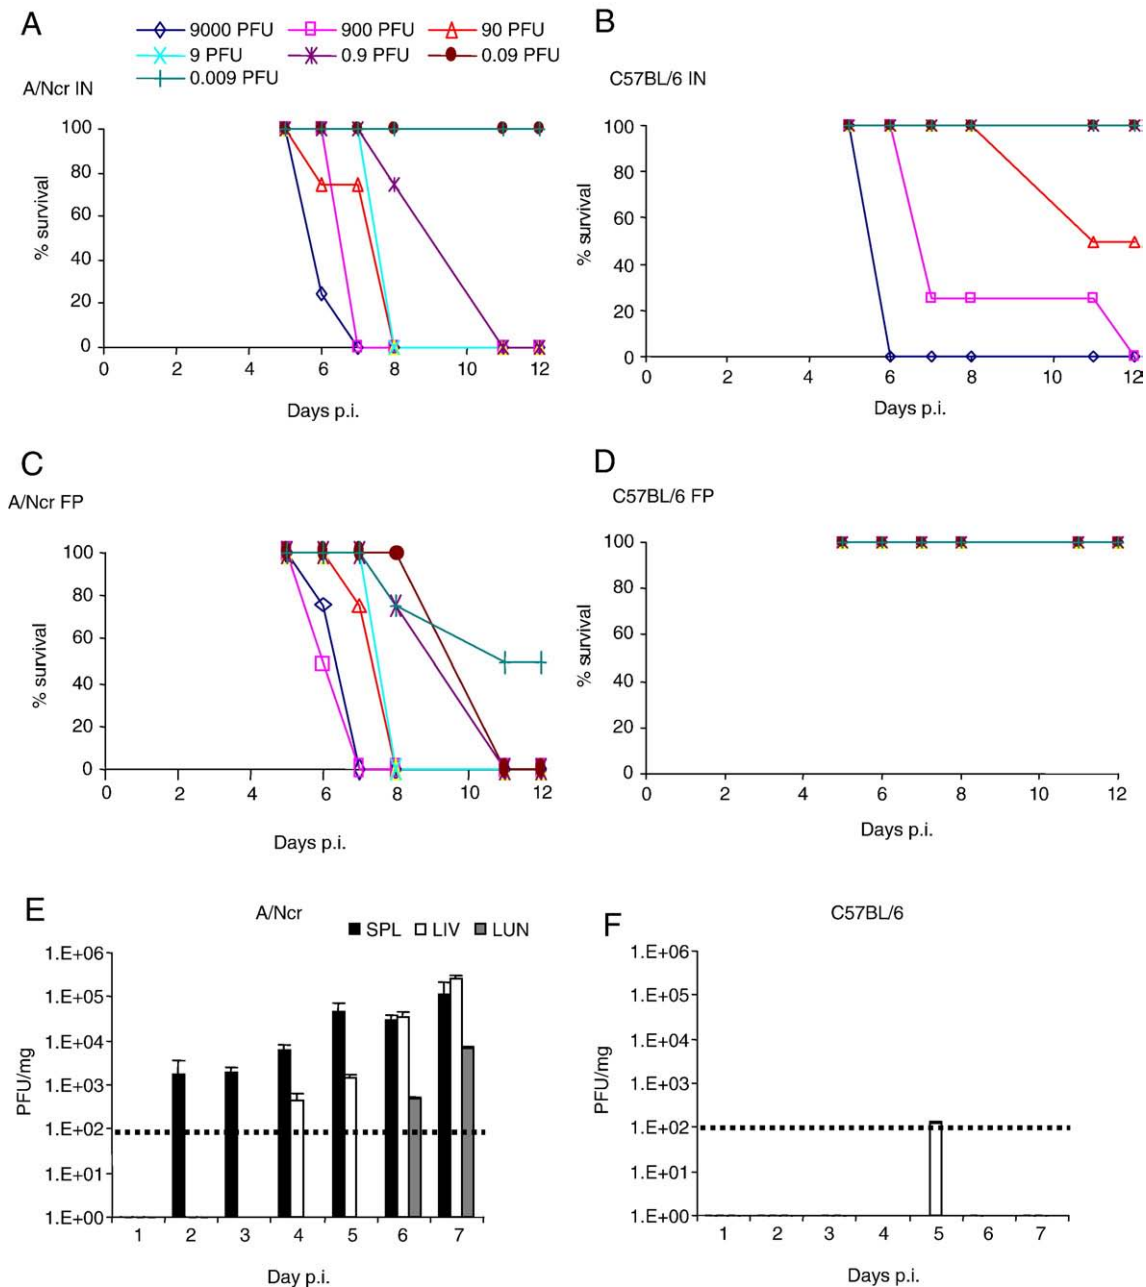 A
9000 PFU 900 PFU 90 PFU
9 PFU 0.9 PFU 0.09 PFU
0.009 PFU
A/Ncr IN
100
80
60
40
20
0
% survival
0 2 4 6 8 10 12
Days p.i.
B
C57BL/6 IN
100
80
60
40
20
0
% survival
0 2 4 6 8 10 12
Days p.i.
C
A/Ncr FP
100
80
60
40
20
0
% survival
0 2 4 6 8 10 12
Days p.i.
D
C57BL/6 FP
100
80
60
40
20
0
% survival
0 2 4 6 8 10 12
Days p.i.
E
A/Ncr
SPL LIV LUN
1.E+06
1.E+05
1.E+04
1.E+03
1.E+02
1.E+01
1.E+00
PFU/mg
1 2 3 4 5 6 7
Day p.i.
F
C57BL/6
1.E+06
1.E+05
1.E+04
1.E+03
1.E+02
1.E+01
1.E+00
PFU/mg
1 2 3 4 5 6 7
Days p.i.